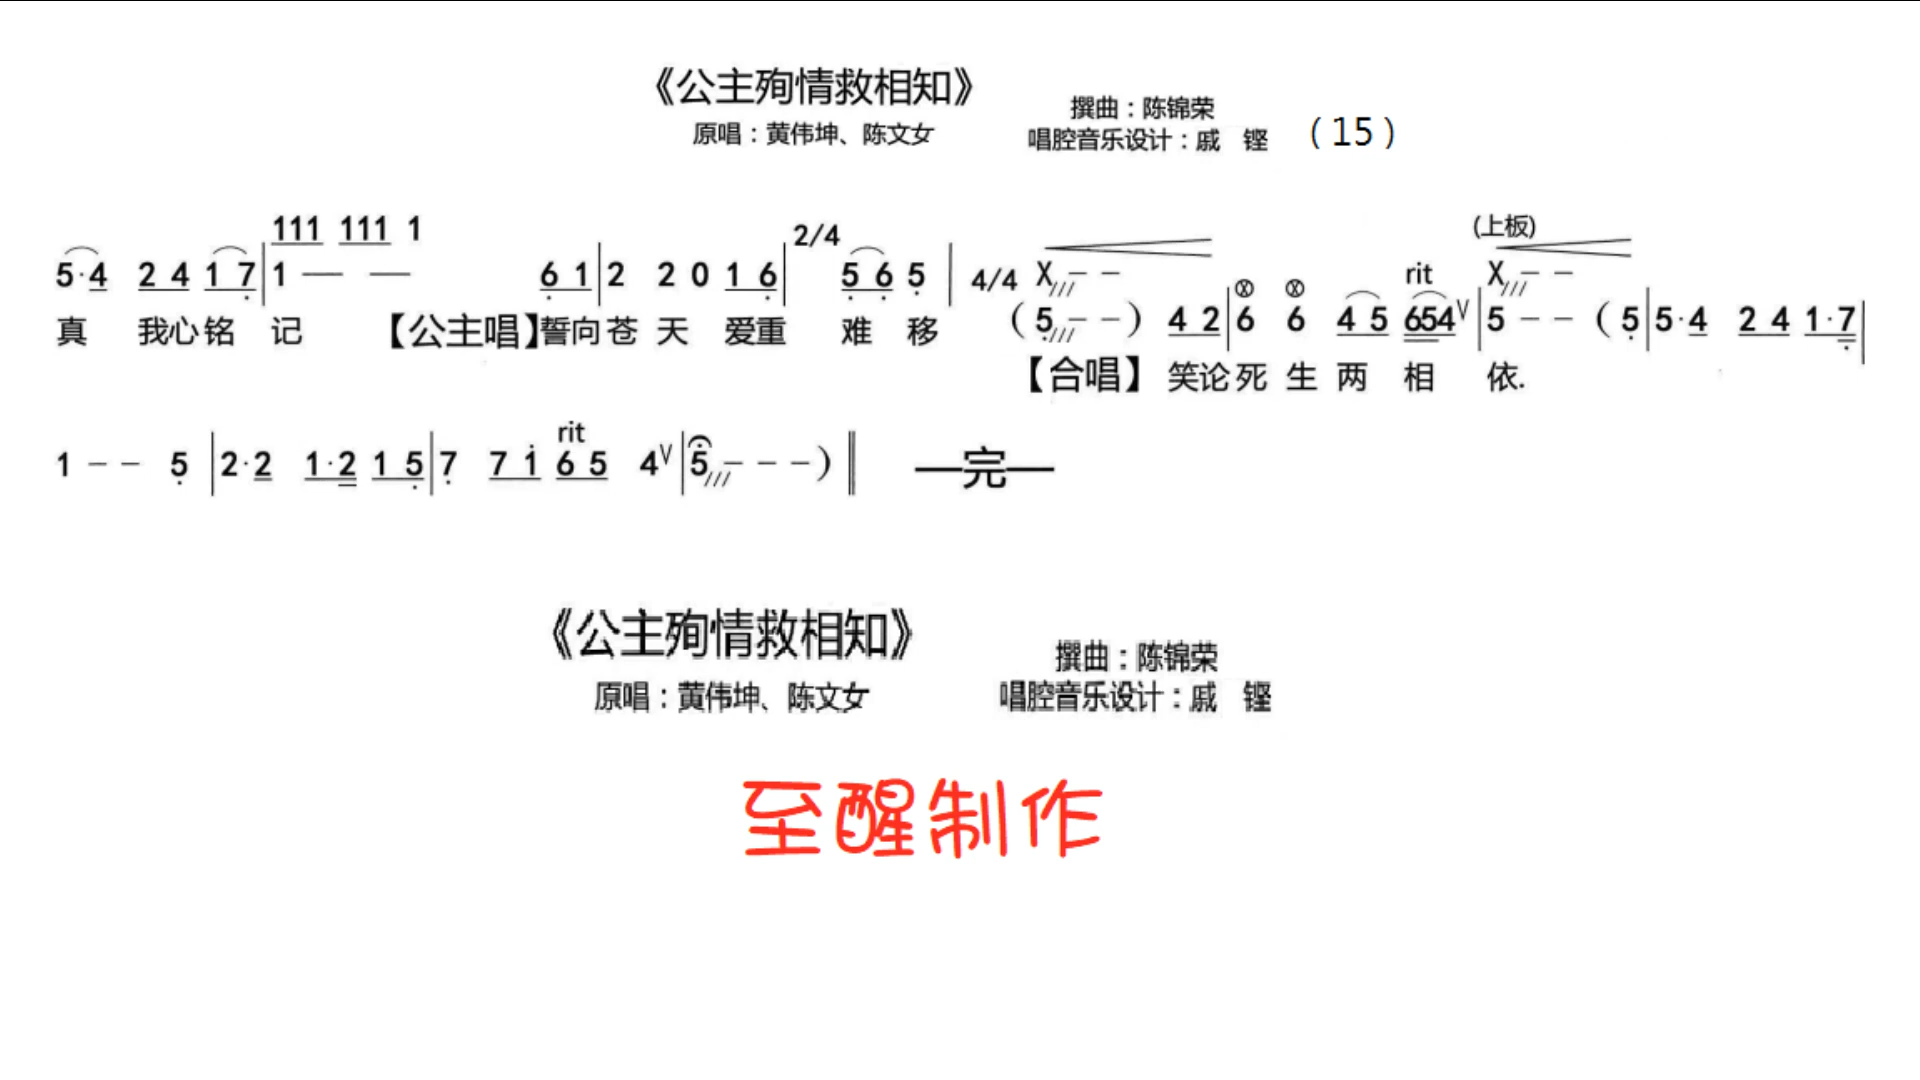 《公主殉情救相知》
原唱：黄伟坤、陈文女
撰曲：陈锦荣
唱腔音乐设计：戚 铿
（15）
111 111 1
2/4
(上板)
5·4 2 4 1 7 | 1 — — 6 1 | 2 2 0 1 6 | 5 6 5 | 4/4 X/// – – rit X/// – –
(5/// – –) 4 2 | 6 6 4 5 654 V | 5 – – (5 | 5·4 2 4 1·7 |
真 我心铭 记 【公主唱】誓向苍 天 爱重 难 移
【合唱】 笑论死 生 两 相 依.
rit
1 – – 5 | 2·2 1·2 1 5 | 7 7 1 6 5 4 V | 5/// – – – ) ‖ —完—
《公主殉情救相知》
原唱：黄伟坤、陈文女
撰曲：陈锦荣
唱腔音乐设计：戚 铿
至醒制作